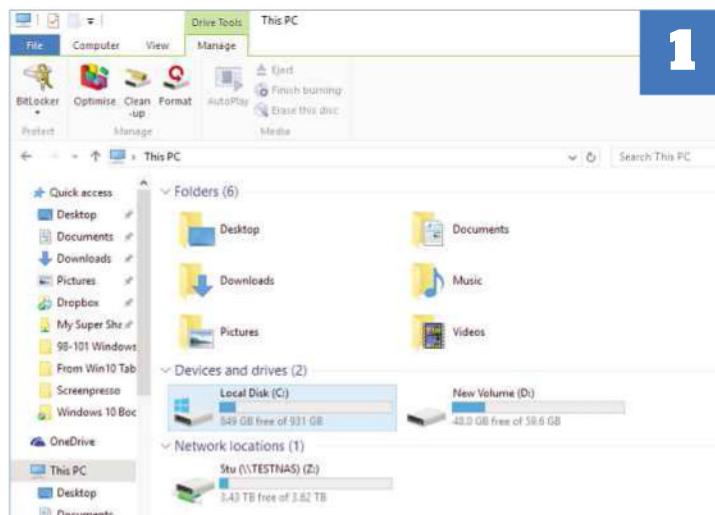 Drive Tools This PC
1
File Computer View Manage
BitLocker Optimise Clean -up Format AutoPlay
Eject
Finish burning
Erase this disc
Protect Manage Media
This PC Search This PC
Quick access
Desktop
Documents
Downloads
Pictures
Dropbox
My Super Sha
98-101 Windows
From Win10 Tab
Screenpresso
Windows 10 Boc
OneDrive
This PC
Desktop
Documents
Folders (6)
Desktop Documents
Downloads Music
Pictures Videos
Devices and drives (2)
Local Disk (C:) New Volume (D:)
849 GB free of 931 GB 48.0 GB free of 59.6 GB
Network locations (1)
Stu (\\TESTNAS) (Z:)
3.43 TB free of 3.62 TB